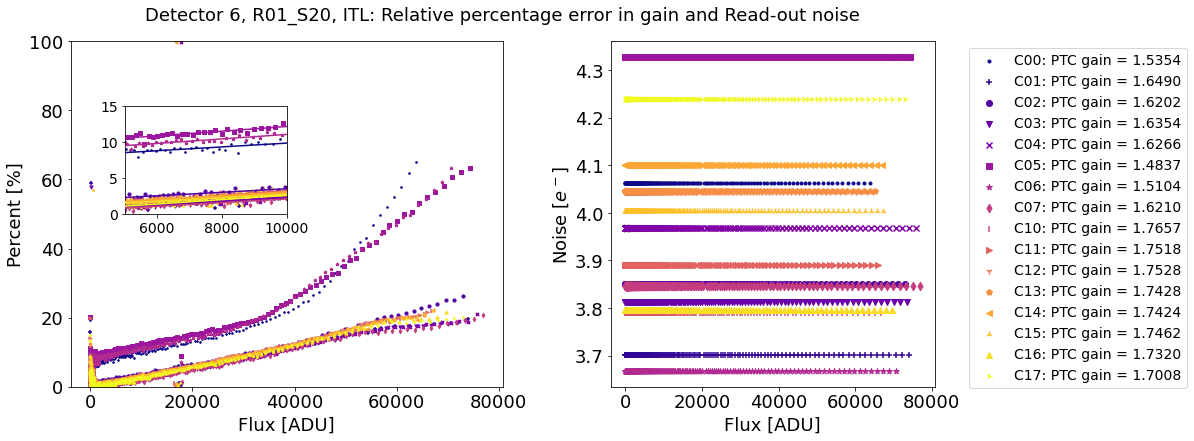 Detector 6, R01_S20, ITL: Relative percentage error in gain and Read-out noise
Percent [%]
100
80
60
40
20
0
15
10
5
0
6000 8000 10000
0 20000 40000 60000 80000
Flux [ADU]
Noise [e⁻]
4.3
4.2
4.1
4.0
3.9
3.8
3.7
0 20000 40000 60000 80000
Flux [ADU]
C00: PTC gain = 1.5354
C01: PTC gain = 1.6490
C02: PTC gain = 1.6202
C03: PTC gain = 1.6354
C04: PTC gain = 1.6266
C05: PTC gain = 1.4837
C06: PTC gain = 1.5104
C07: PTC gain = 1.6210
C10: PTC gain = 1.7657
C11: PTC gain = 1.7518
C12: PTC gain = 1.7528
C13: PTC gain = 1.7428
C14: PTC gain = 1.7424
C15: PTC gain = 1.7462
C16: PTC gain = 1.7320
C17: PTC gain = 1.7008